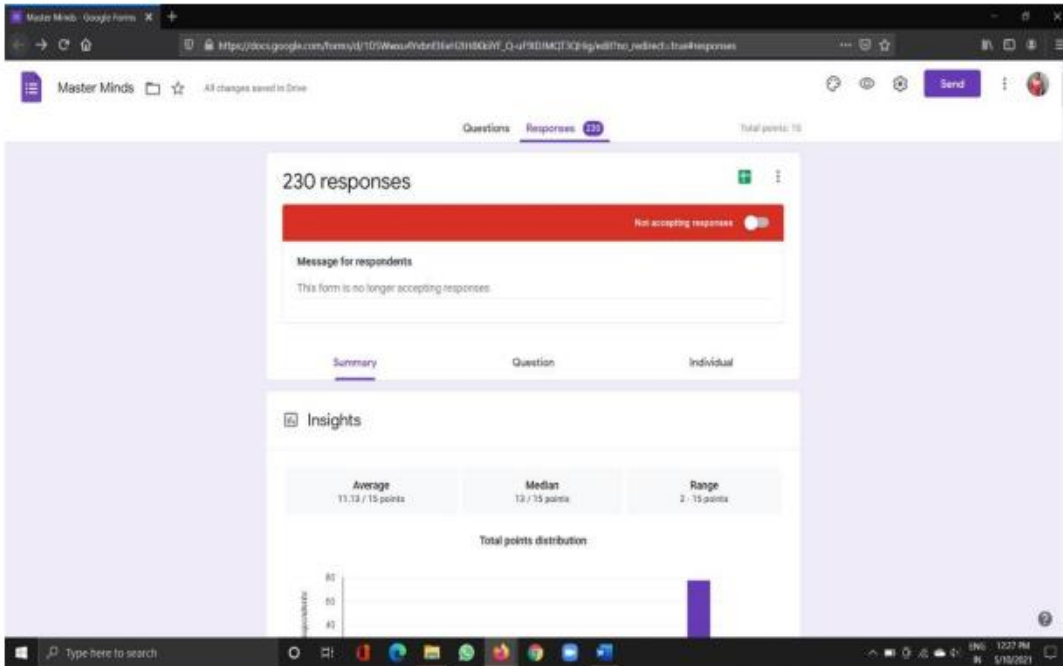 Master Minds - Google Forms
Master Minds
All changes saved in Drive
Send
Questions
Responses 230
Total points: 15
230 responses
Not accepting responses
Message for respondents
This form is no longer accepting responses
Summary
Question
Individual
Insights
Average
11.13 / 15 points
Median
13 / 15 points
Range
2 - 15 points
Total points distribution
80
60
40
Type here to search
ENG
IN
12:27 PM
5/10/2021